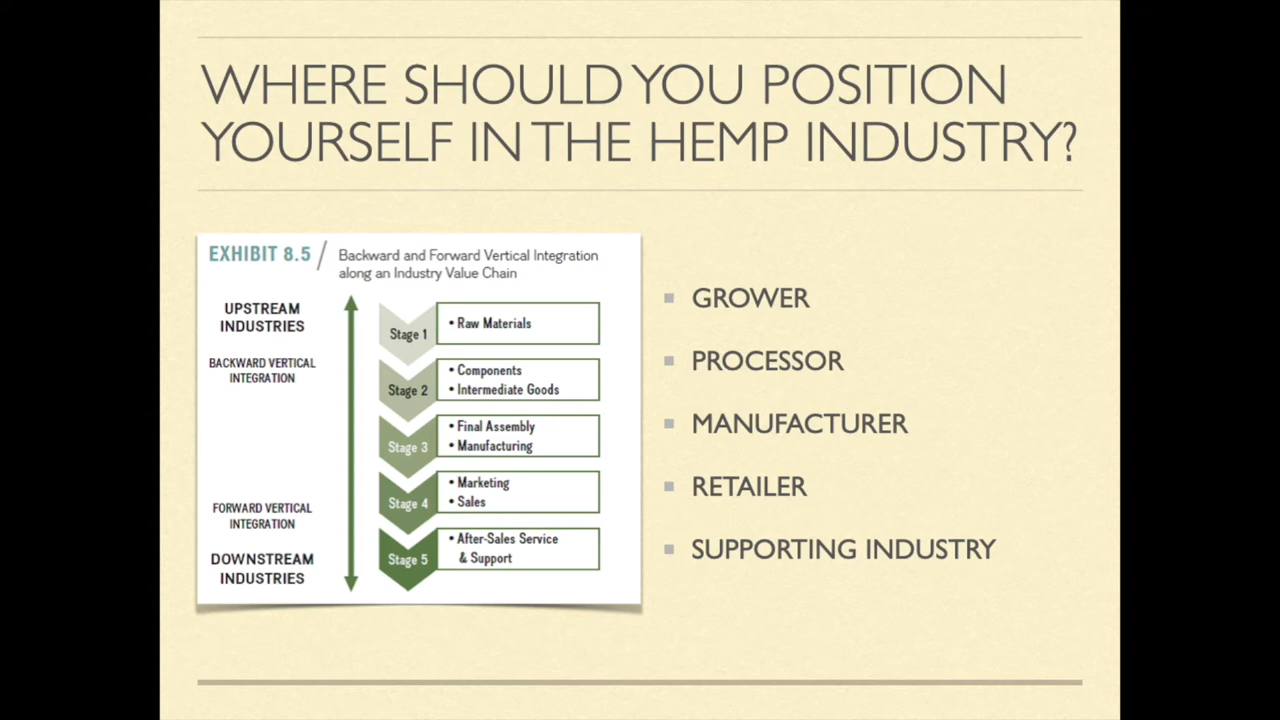 WHERE SHOULD YOU POSITION
YOURSELF IN THE HEMP INDUSTRY?
EXHIBIT 8.5 / Backward and Forward Vertical Integration
along an Industry Value Chain
UPSTREAM
INDUSTRIES
BACKWARD VERTICAL
INTEGRATION
FORWARD VERTICAL
INTEGRATION
DOWNSTREAM
INDUSTRIES
Stage 1
• Raw Materials
Stage 2
• Components
• Intermediate Goods
Stage 3
• Final Assembly
• Manufacturing
Stage 4
• Marketing
• Sales
Stage 5
• After-Sales Service
& Support
GROWER
PROCESSOR
MANUFACTURER
RETAILER
SUPPORTING INDUSTRY